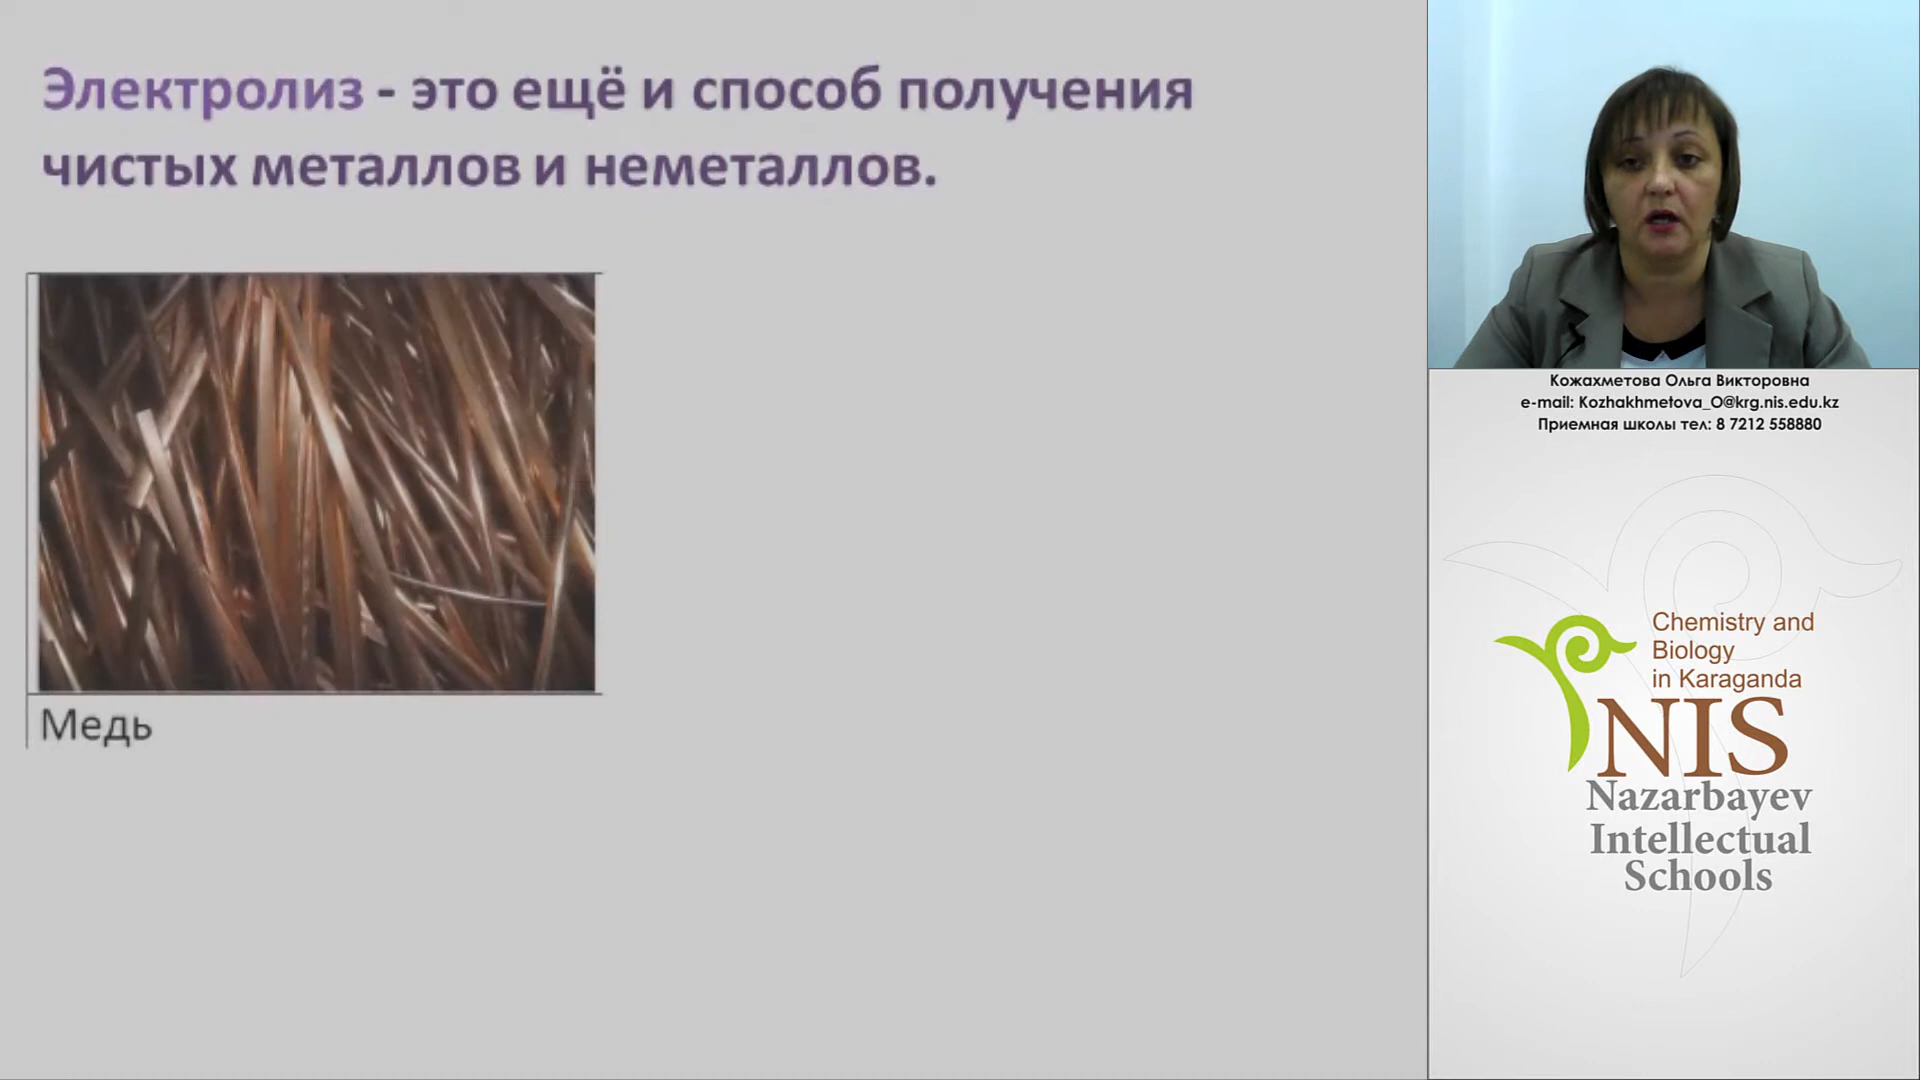 Электролиз - это ещё и способ получения
чистых металлов и неметаллов.
Медь
Кожахметова Ольга Викторовна
e-mail: Kozhakhmetova_O@krg.nis.edu.kz
Приемная школы тел: 8 7212 558880
Chemistry and
Biology
in Karaganda
NIS
Nazarbayev
Intellectual
Schools